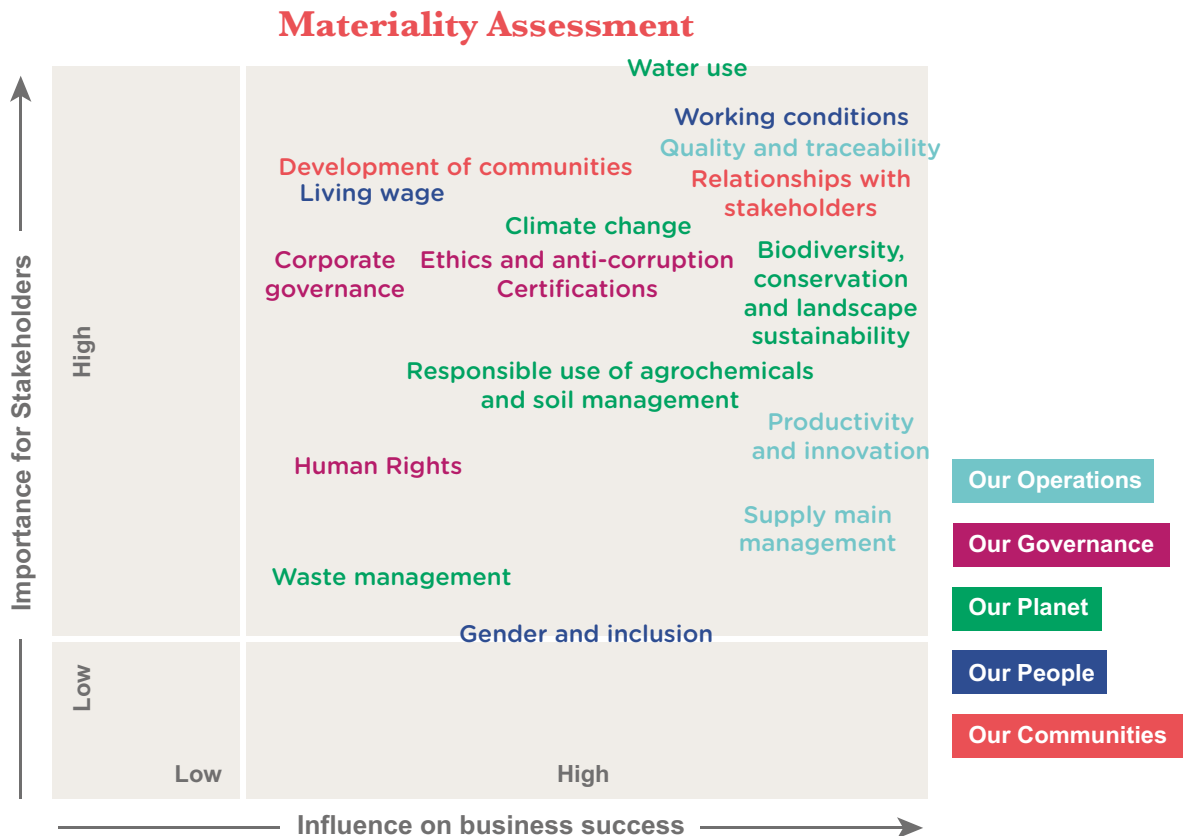 Materiality Assessment
Water use
Working conditions
Quality and traceability
Development of communities
Relationships with
stakeholders
Living wage
Climate change
Corporate
governance
Ethics and anti-corruption
Certifications
Biodiversity,
conservation
and landscape
sustainability
Responsible use of agrochemicals
and soil management
Productivity
and innovation
Human Rights
Supply main
management
Waste management
Gender and inclusion
Importance for Stakeholders
High
Low
Low
High
Influence on business success
Our Operations
Our Governance
Our Planet
Our People
Our Communities